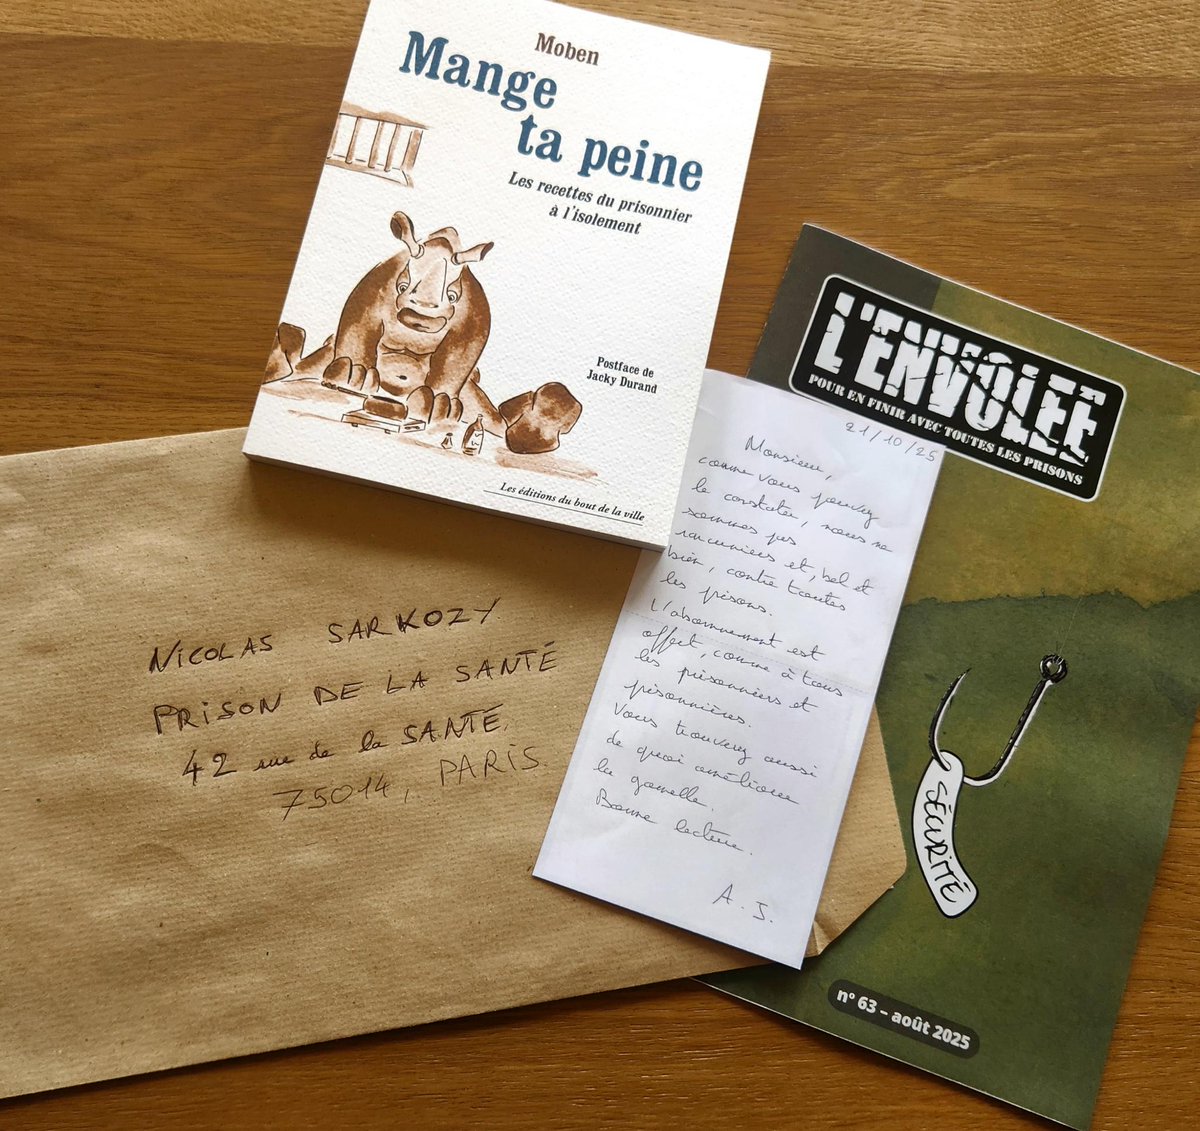 Moben
Mange
ta peine
Les recettes du prisonnier
à l'isolement
Postface de
Jacky Durand
Les éditions du bout de la ville
L'ENVOLÉE
POUR EN FINIR AVEC TOUTES LES PRISONS
SÉCURITÉ
n° 63 – août 2025
21/10/25
Monsieur,
comme vous pouvez
le constater, nous ne
sommes pas
rancuniers et, bel et
bien, contre toutes
les prisons.
L'abonnement est
offert, comme à tous
les prisonniers et
prisonnières.
Vous trouverez aussi
de quoi améliorer
la gamelle.
Bonne lecture.
A. J.
NICOLAS SARKOZY
PRISON DE LA SANTÉ
42 rue de la SANTÉ.
75014, PARIS.